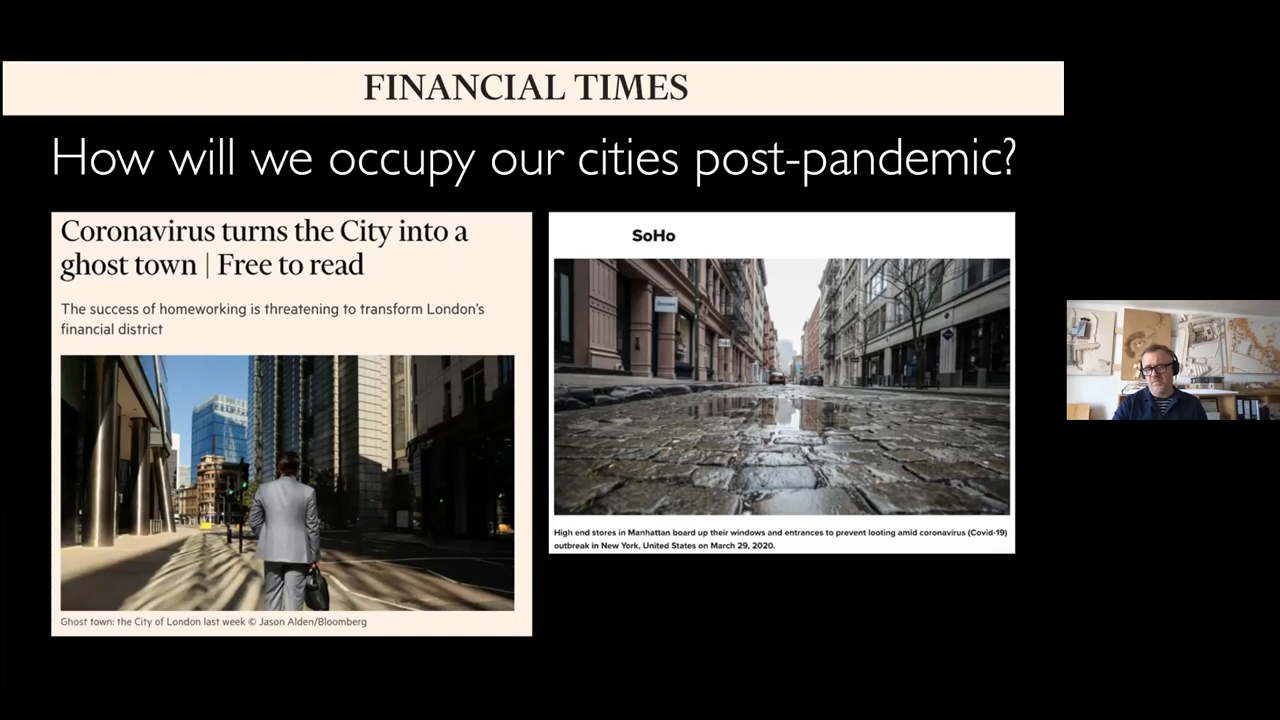 FINANCIAL TIMES
How will we occupy our cities post-pandemic?
Coronavirus turns the City into a
ghost town | Free to read
The success of homeworking is threatening to transform London's
financial district
Ghost town: the City of London last week © Jason Alden/Bloomberg
SoHo
High end stores in Manhattan board up their windows and entrances to prevent looting amid coronavirus (Covid-19)
outbreak in New York, United States on March 29, 2020.